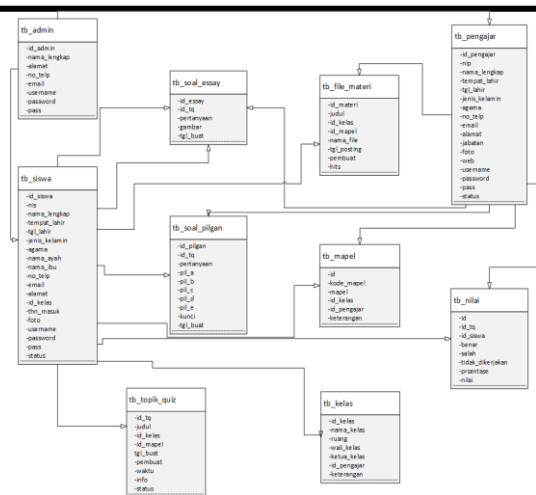 tb_admin
-id_admin
-nama_lengkap
-alamat
-no_telp
-email
-username
-password
-pass
tb_siswa
-id_siswa
-nis
-nama_lengkap
-tempat_lahir
-tgl_lahir
-jenis_kelamin
-agama
-nama_ayah
-nama_ibu
-no_telp
-email
-alamat
-id_kelas
-thn_masuk
-foto
-username
-password
-pass
-status
tb_soal_essay
-id_essay
-id_tq
-pertanyaan
-gambar
-tgl_buat
tb_soal_pilgan
-id_pilgan
-id_tq
-pertanyaan
-pil_a
-pil_b
-pil_c
-pil_d
-pil_e
-kunci
-tgl_buat
tb_topik_quiz
-id_tq
-judul
-id_kelas
-id_mapel
tgl_buat
-pembuat
-waktu
-info
-status
tb_file_materi
-id_materi
-judul
-id_kelas
-id_mapel
-nama_file
-tgl_posting
-pembuat
-hits
tb_mapel
-id
-kode_mapel
-mapel
-id_kelas
-id_pengajar
-keterangan
tb_kelas
-id_kelas
-nama_kelas
-ruang
-wali_kelas
-ketua_kelas
-id_pengajar
-keterangan
tb_pengajar
-id_pengajar
-nip
-nama_lengkap
-tempat_lahir
-tgl_lahir
-jenis_kelamin
-agama
-no_telp
-email
-alamat
-jabatan
-foto
-web
-username
-password
-pass
-status
tb_nilai
-id
-id_tq
-id_siswa
-benar
-salah
-tidak_dikerjakan
-prsentase
-nilai